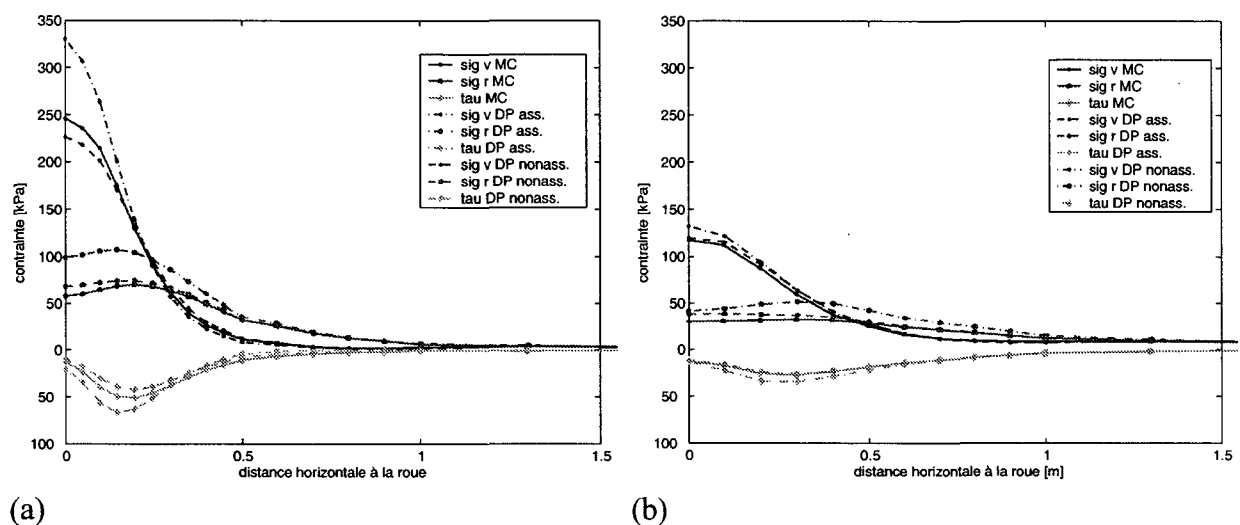 350
300
250
200
150
100
50
0
50
100
contrainte [kPa]
0
0.5
1
1.5
distance horizontale à la roue
sig v MC
sig r MC
tau MC
sig v DP ass.
sig r DP ass.
tau DP ass.
sig v DP nonass.
sig r DP nonass.
tau DP nonass.
(a)
350
300
250
200
150
100
50
0
50
100
contrainte [kPa]
0
0.5
1
1.5
distance horizontale à la roue [m]
sig v MC
sig r MC
tau MC
sig v DP ass.
sig r DP ass.
tau DP ass.
sig v DP nonass.
sig r DP nonass.
tau DP nonass.
(b)